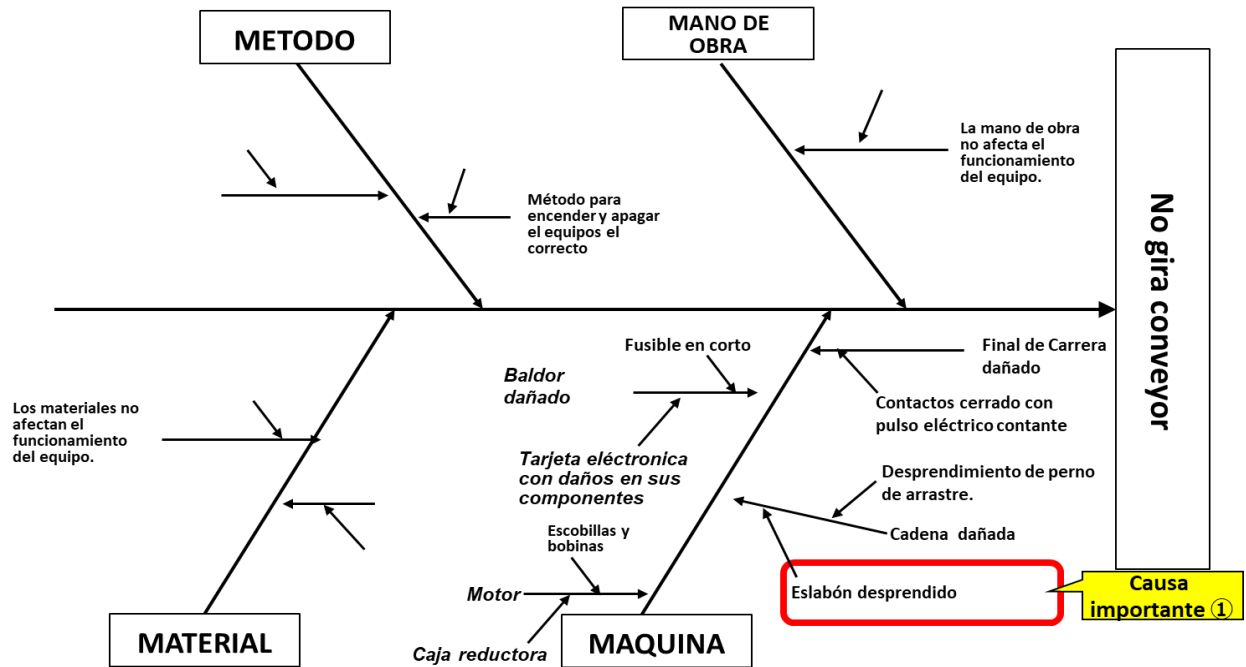 METODO
MANO DE
OBRA
La mano de obra
no afecta el
funcionamiento
del equipo.
Método para
encender y apagar
el equipos el
correcto
No gira conveyor
Fusible en corto
Final de Carrera
dañado
Baldor
dañado
Contactos cerrado con
pulso eléctrico contante
Los materiales no
afectan el
funcionamiento
del equipo.
Tarjeta eléctronica
con daños en sus
componentes
Desprendimiento de perno
de arrastre.
Cadena dañada
Escobillas y
bobinas
Motor
Eslabón desprendido
Causa
importante ①
Caja reductora
MATERIAL
MAQUINA